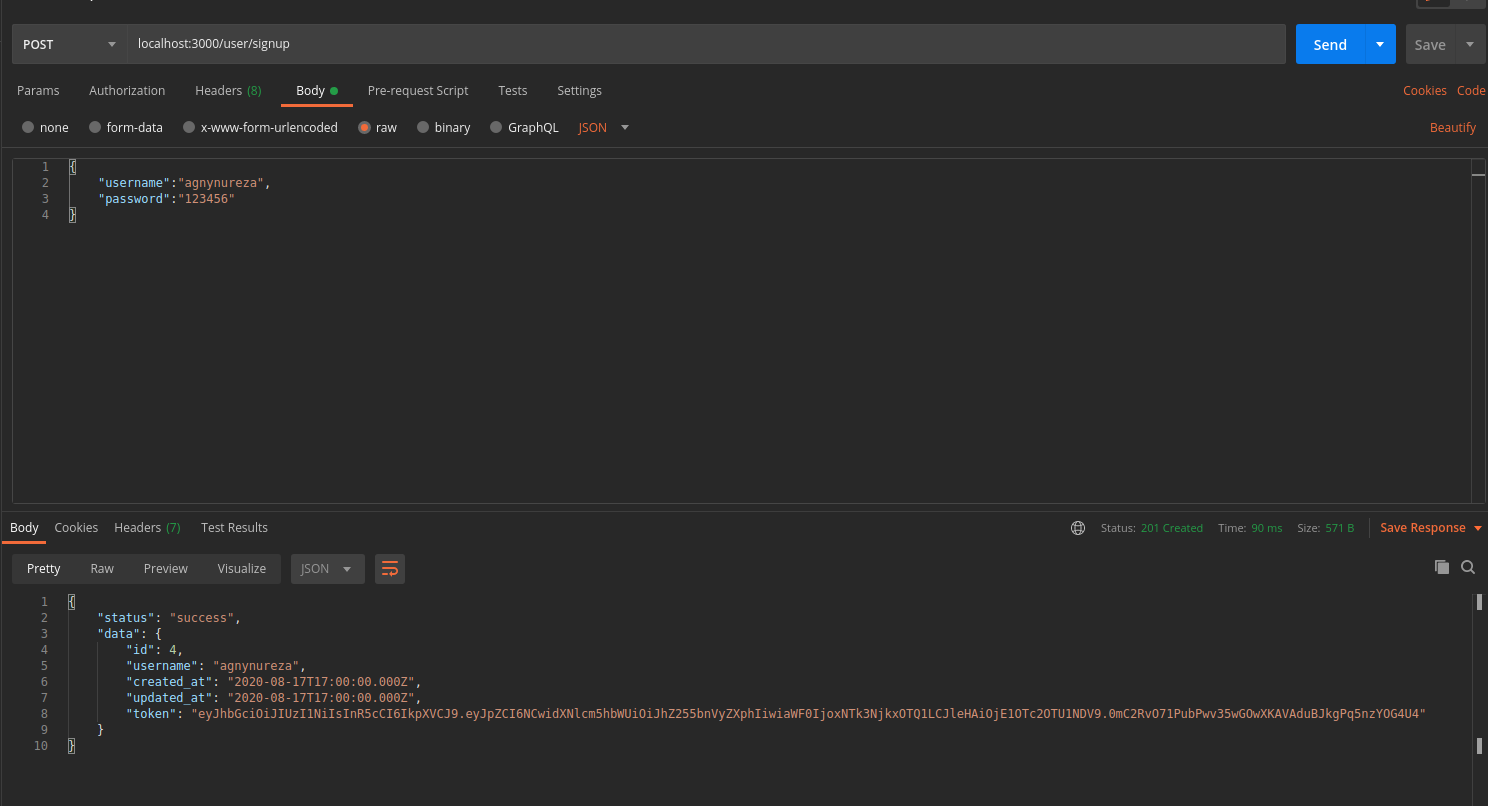 POST localhost:3000/user/signup Send Save
Params Authorization Headers (8) Body Pre-request Script Tests Settings Cookies Code
none form-data x-www-form-urlencoded raw binary GraphQL JSON Beautify
1 {
2 "username":"agnynureza",
3 "password":"123456"
4 }
Body Cookies Headers (7) Test Results Status: 201 Created Time: 90 ms Size: 571 B Save Response
Pretty Raw Preview Visualize JSON
1 {
2 "status": "success",
3 "data": {
4 "id": 4,
5 "username": "agnynureza",
6 "created_at": "2020-08-17T17:00:00.000Z",
7 "updated_at": "2020-08-17T17:00:00.000Z",
8 "token": "eyJhbGciOiJIUzI1NiIsInR5cCI6IkpXVCJ9.eyJpZCI6NCwidXNlcm5hbWUiOiJhZ255bnVyZXphIiwiaWF0IjoxNTk3NjkxOTQ1LCJleHAiOjE1OTc2OTU1NDV9.0mC2RvO71PubPwv35wGOwXKAVAduBJkgPq5nzYOG4U4"
9 }
10 }